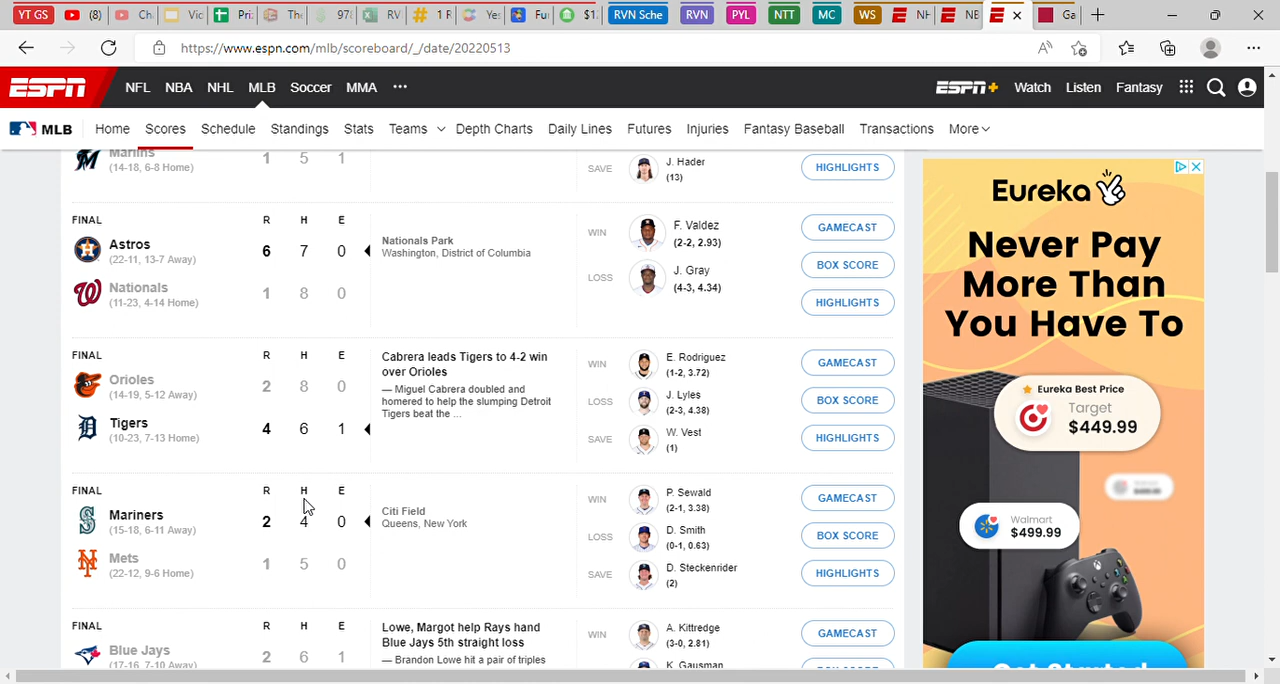 YT GS (8) Ch Vic Priz The 978 RV 1 R Yes Fu $1 RVN Sche RVN PYL NTT MC WS NH NB Ga
https://www.espn.com/mlb/scoreboard/_/date/20220513
ESPN NFL NBA NHL MLB Soccer MMA ESPN+ Watch Listen Fantasy
MLB Home Scores Schedule Standings Stats Teams Depth Charts Daily Lines Futures Injuries Fantasy Baseball Transactions More
Marlins 1 5 1
(14-18, 6-8 Home)
SAVE J. Hader
(13)
HIGHLIGHTS
FINAL R H E
Astros 6 7 0
(22-11, 13-7 Away)
Nationals 1 8 0
(11-23, 4-14 Home)
Nationals Park
Washington, District of Columbia
WIN F. Valdez
(2-2, 2.93)
LOSS J. Gray
(4-3, 4.34)
GAMECAST
BOX SCORE
HIGHLIGHTS
FINAL R H E
Orioles 2 8 0
(14-19, 5-12 Away)
Tigers 4 6 1
(10-23, 7-13 Home)
Cabrera leads Tigers to 4-2 win
over Orioles
— Miguel Cabrera doubled and
homered to help the slumping Detroit
Tigers beat the ...
WIN E. Rodriguez
(1-2, 3.72)
LOSS J. Lyles
(2-3, 4.38)
SAVE W. Vest
(1)
GAMECAST
BOX SCORE
HIGHLIGHTS
FINAL R H E
Mariners 2 4 0
(15-18, 6-11 Away)
Mets 1 5 0
(22-12, 9-6 Home)
Citi Field
Queens, New York
WIN P. Sewald
(2-1, 3.38)
LOSS D. Smith
(0-1, 0.63)
SAVE D. Steckenrider
(2)
GAMECAST
BOX SCORE
HIGHLIGHTS
FINAL R H E
Blue Jays 2 6 1
(17-16, 7-10 Away)
Lowe, Margot help Rays hand
Blue Jays 5th straight loss
— Brandon Lowe hit a pair of triples
WIN A. Kittredge
(3-0, 2.81)
K. Gausman
GAMECAST
BOX SCORE
Eureka
Never Pay
More Than
You Have To
Eureka Best Price
Target
$449.99
Walmart
$499.99
Get Started